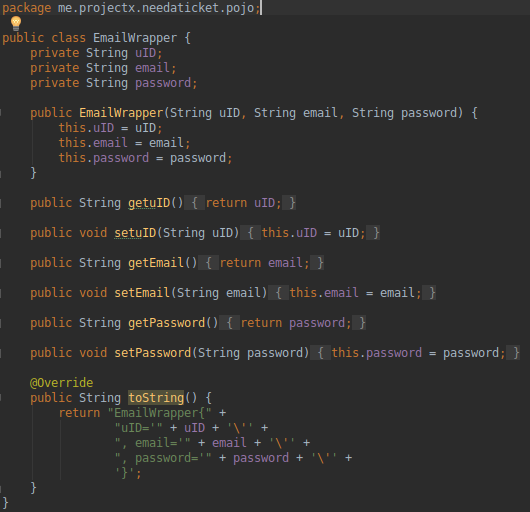 package me.projectx.needaticket.pojo;
public class EmailWrapper {
    private String uID;
    private String email;
    private String password;
    public EmailWrapper(String uID, String email, String password) {
        this.uID = uID;
        this.email = email;
        this.password = password;
    }
    public String getuID() { return uID; }
    public void setuID(String uID) { this.uID = uID; }
    public String getEmail() { return email; }
    public void setEmail(String email) { this.email = email; }
    public String getPassword() { return password; }
    public void setPassword(String password) { this.password = password; }
    @Override
    public String toString() {
        return "EmailWrapper{" +
                "uID='" + uID + '\'' +
                ", email='" + email + '\'' +
                ", password='" + password + '\'' +
                '}';
    }
}